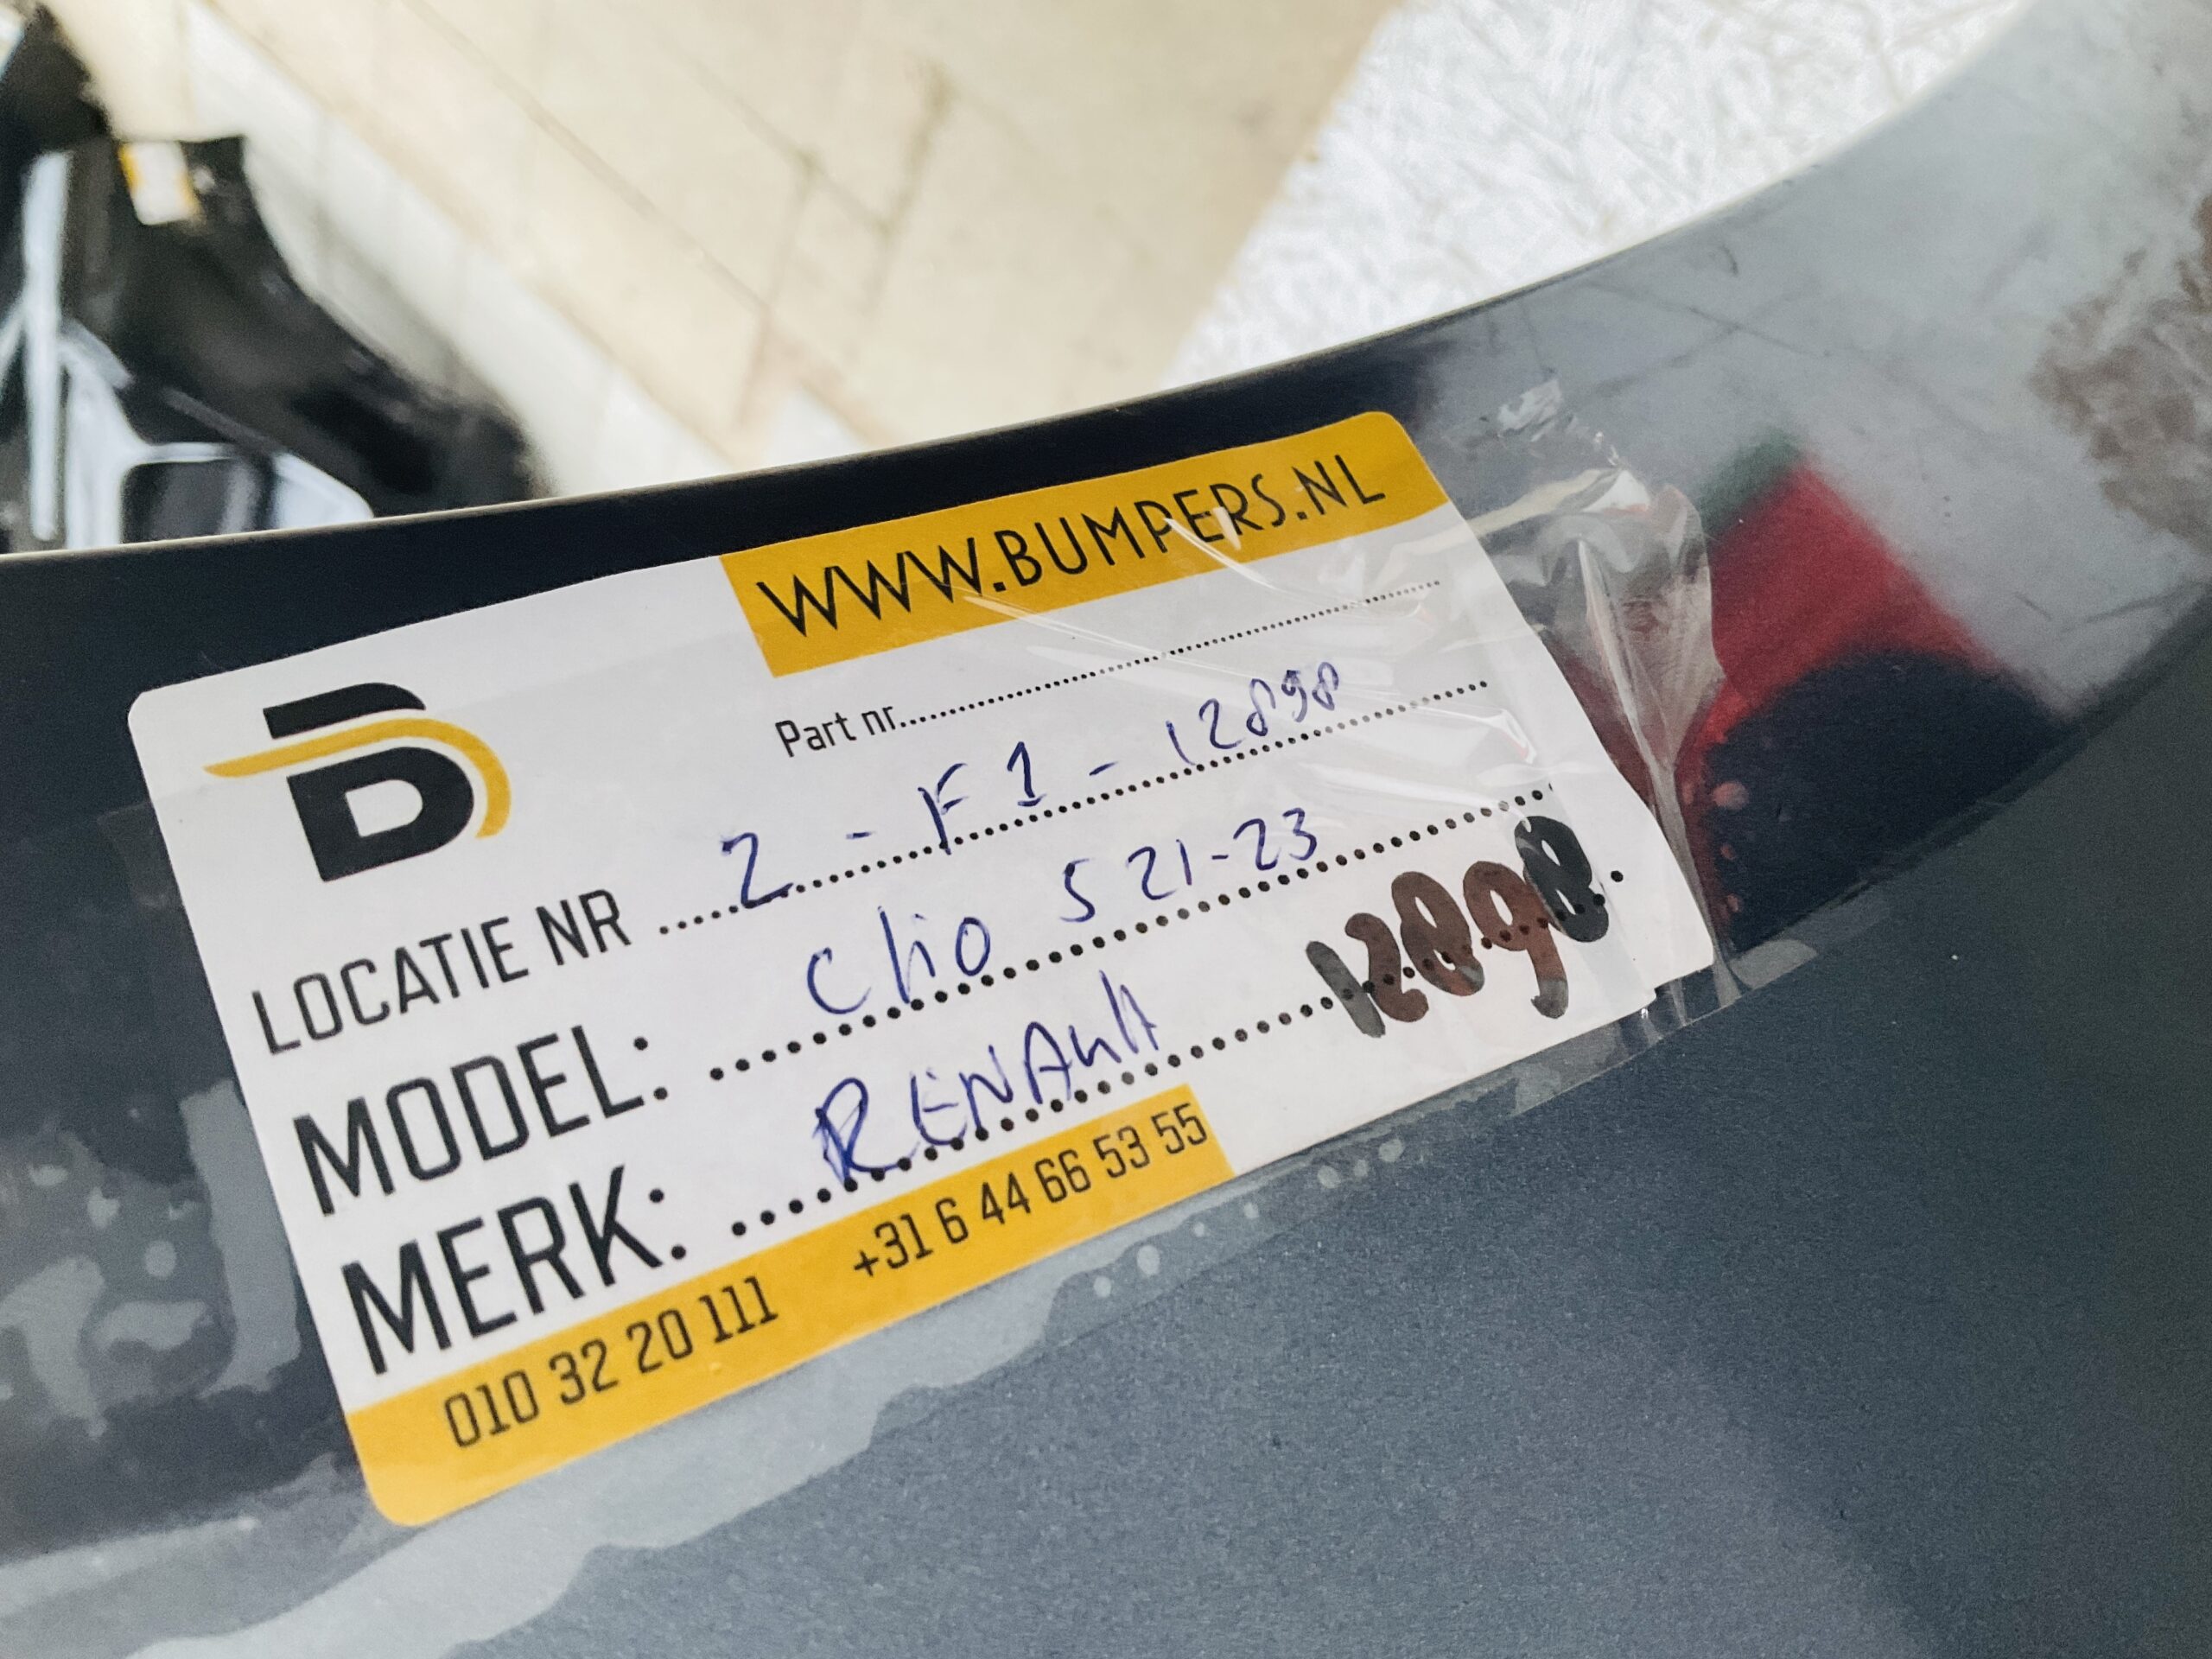 WWW.BUMPERS.NL
B
Part nr..........
LOCATIE NR 2 - F1 - 12898
MODEL: Clio 5 21-23
MERK: RENAult 12898
010 32 20 111 +31 6 44 66 53 55